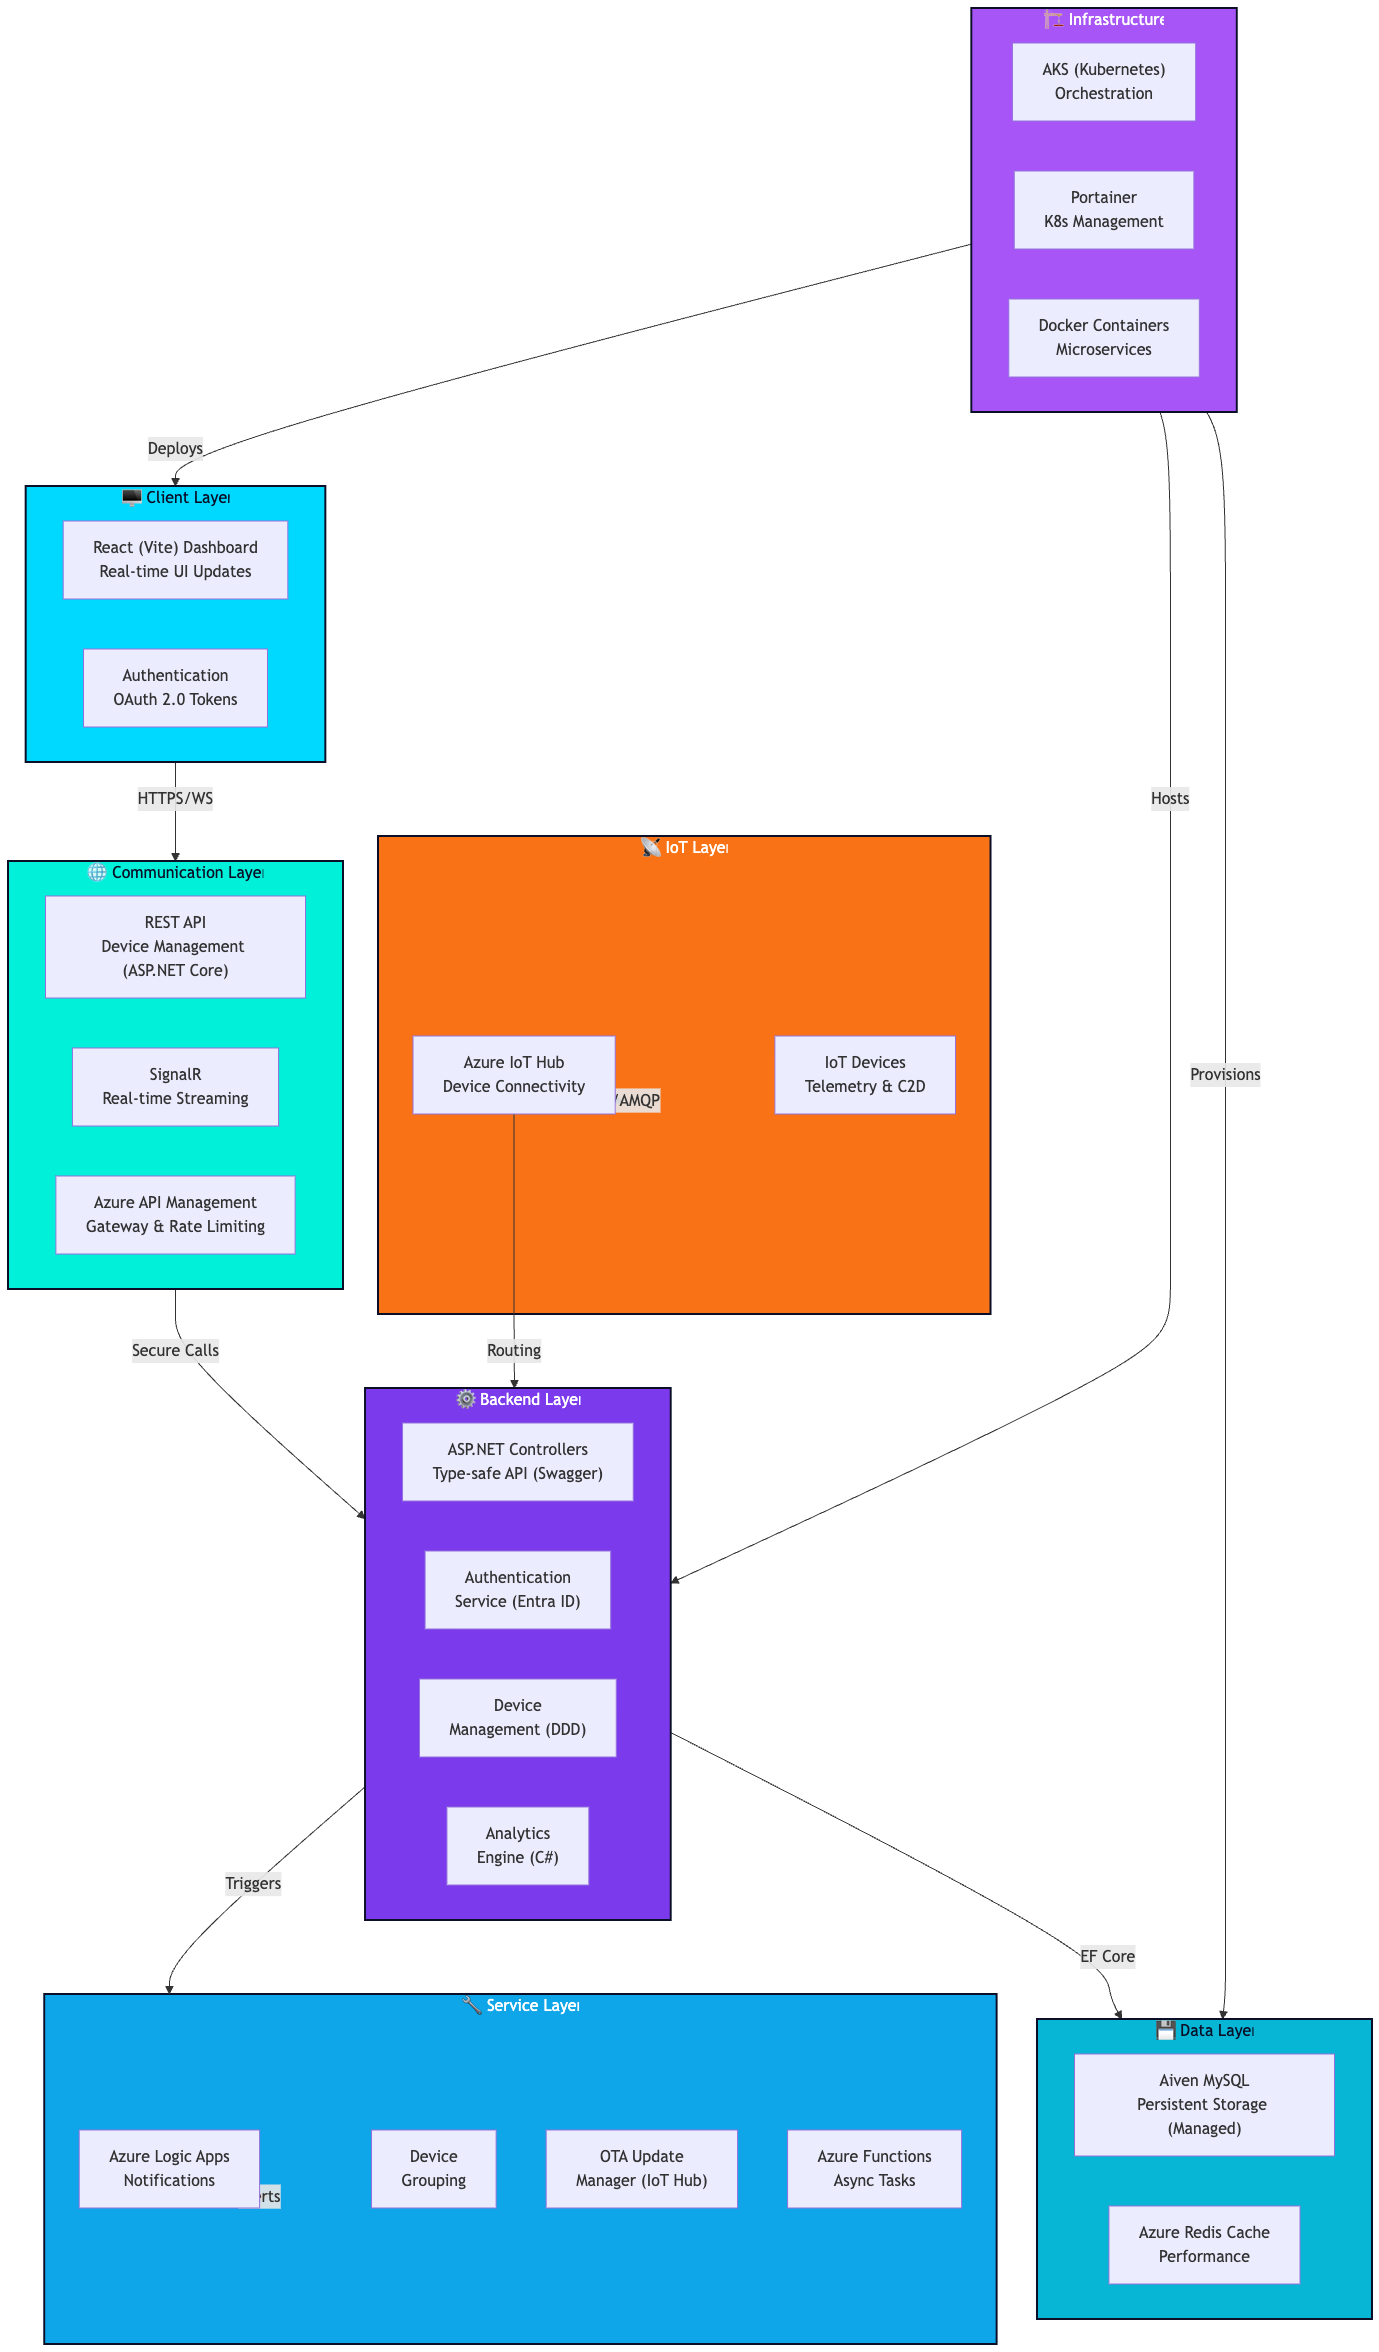 🏗️ Infrastructure
AKS (Kubernetes)
Orchestration
Portainer
K8s Management
Docker Containers
Microservices
Deploys
🖥️ Client Layer
React (Vite) Dashboard
Real-time UI Updates
Authentication
OAuth 2.0 Tokens
HTTPS/WS
Hosts
🌐 Communication Layer
REST API
Device Management
(ASP.NET Core)
SignalR
Real-time Streaming
Azure API Management
Gateway & Rate Limiting
📡 IoT Layer
Azure IoT Hub
Device Connectivity
/AMQP
IoT Devices
Telemetry & C2D
Provisions
Secure Calls
Routing
⚙️ Backend Layer
ASP.NET Controllers
Type-safe API (Swagger)
Authentication
Service (Entra ID)
Device
Management (DDD)
Analytics
Engine (C#)
Triggers
EF Core
🔧 Service Layer
Azure Logic Apps
Notifications
Device
Grouping
OTA Update
Manager (IoT Hub)
Azure Functions
Async Tasks
💾 Data Layer
Aiven MySQL
Persistent Storage
(Managed)
Azure Redis Cache
Performance